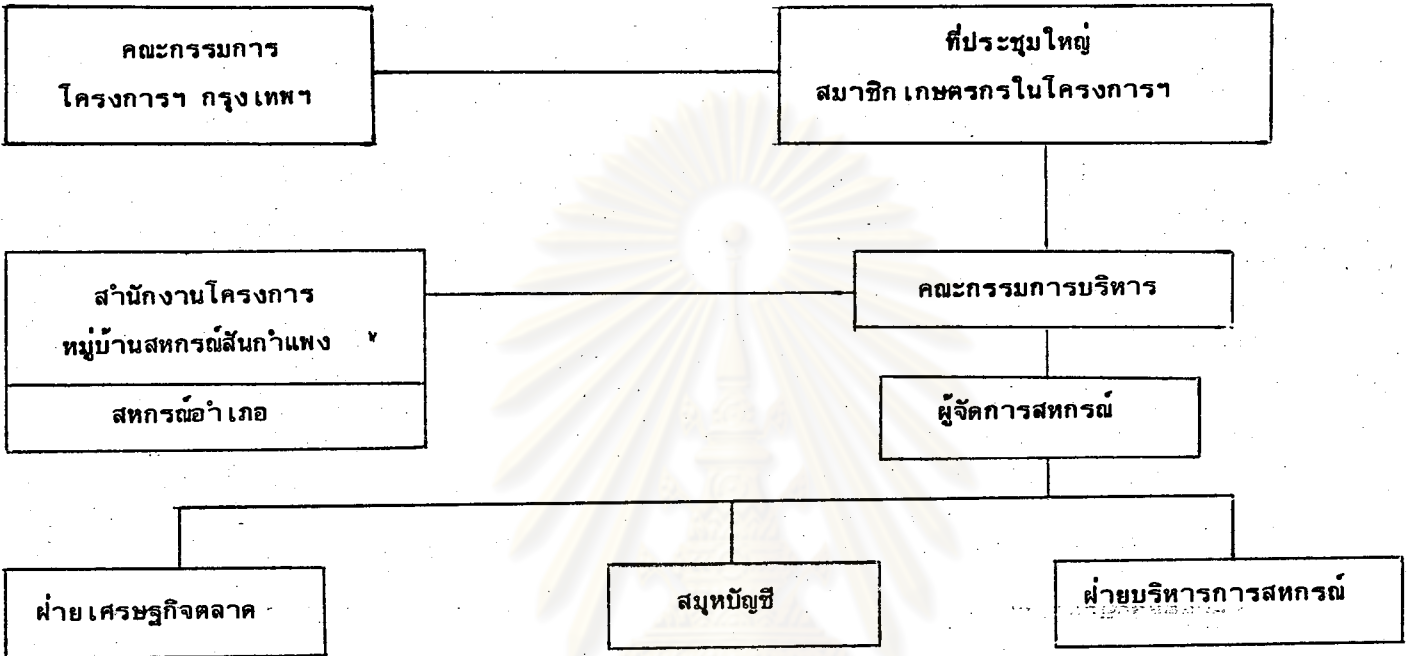 คณะกรรมการ
โครงการฯ กรุงเทพฯ
ที่ประชุมใหญ่
สมาชิกเกษตรกรในโครงการฯ
สำนักงานโครงการ
หมู่บ้านสหกรณ์สันกำแพง
สหกรณ์อำเภอ
คณะกรรมการบริหาร
ผู้จัดการสหกรณ์
ฝ่ายเศรษฐกิจตลาด
สมุหบัญชี
ฝ่ายบริหารการสหกรณ์